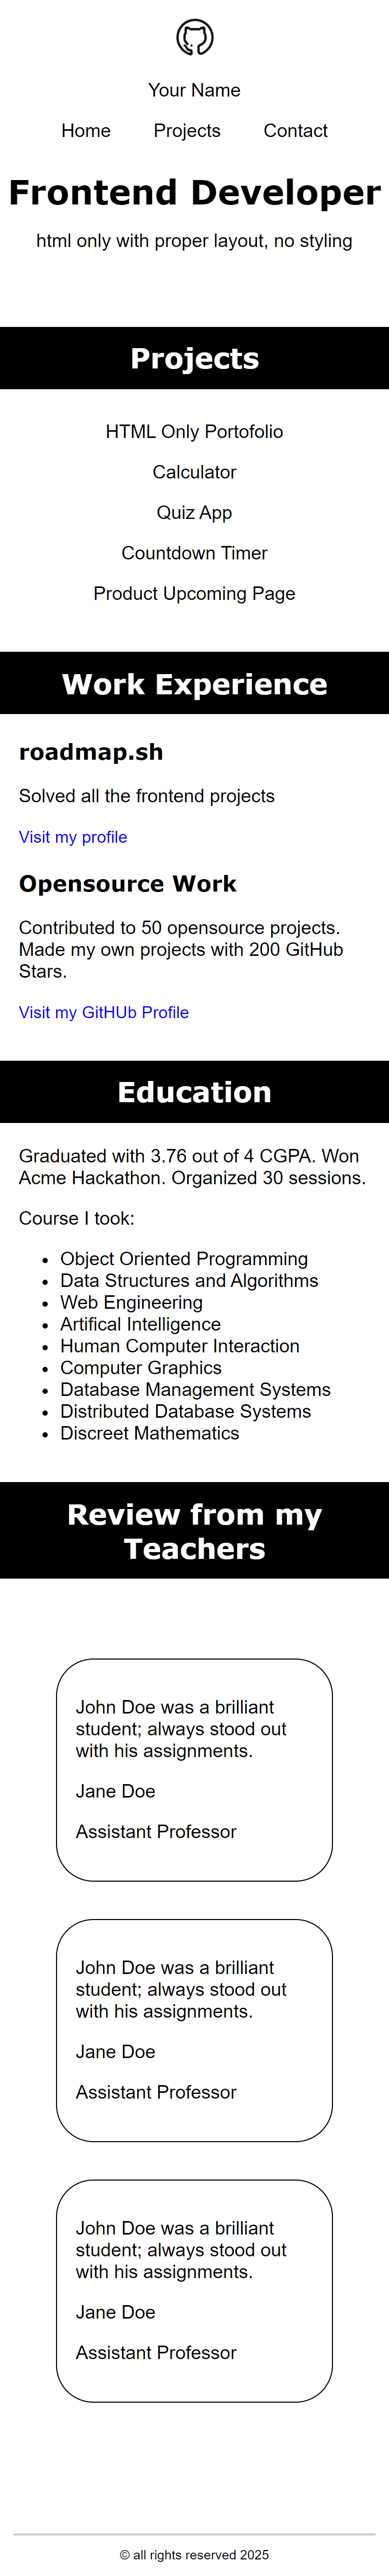 Your Name
Home Projects Contact
Frontend Developer
html only with proper layout, no styling
Projects
HTML Only Portofolio
Calculator
Quiz App
Countdown Timer
Product Upcoming Page
Work Experience
roadmap.sh
Solved all the frontend projects
Visit my profile
Opensource Work
Contributed to 50 opensource projects.
Made my own projects with 200 GitHub
Stars.
Visit my GitHUb Profile
Education
Graduated with 3.76 out of 4 CGPA. Won
Acme Hackathon. Organized 30 sessions.
Course I took:
• Object Oriented Programming
• Data Structures and Algorithms
• Web Engineering
• Artifical Intelligence
• Human Computer Interaction
• Computer Graphics
• Database Management Systems
• Distributed Database Systems
• Discreet Mathematics
Review from my
Teachers
John Doe was a brilliant
student; always stood out
with his assignments.
Jane Doe
Assistant Professor
John Doe was a brilliant
student; always stood out
with his assignments.
Jane Doe
Assistant Professor
John Doe was a brilliant
student; always stood out
with his assignments.
Jane Doe
Assistant Professor
© all rights reserved 2025